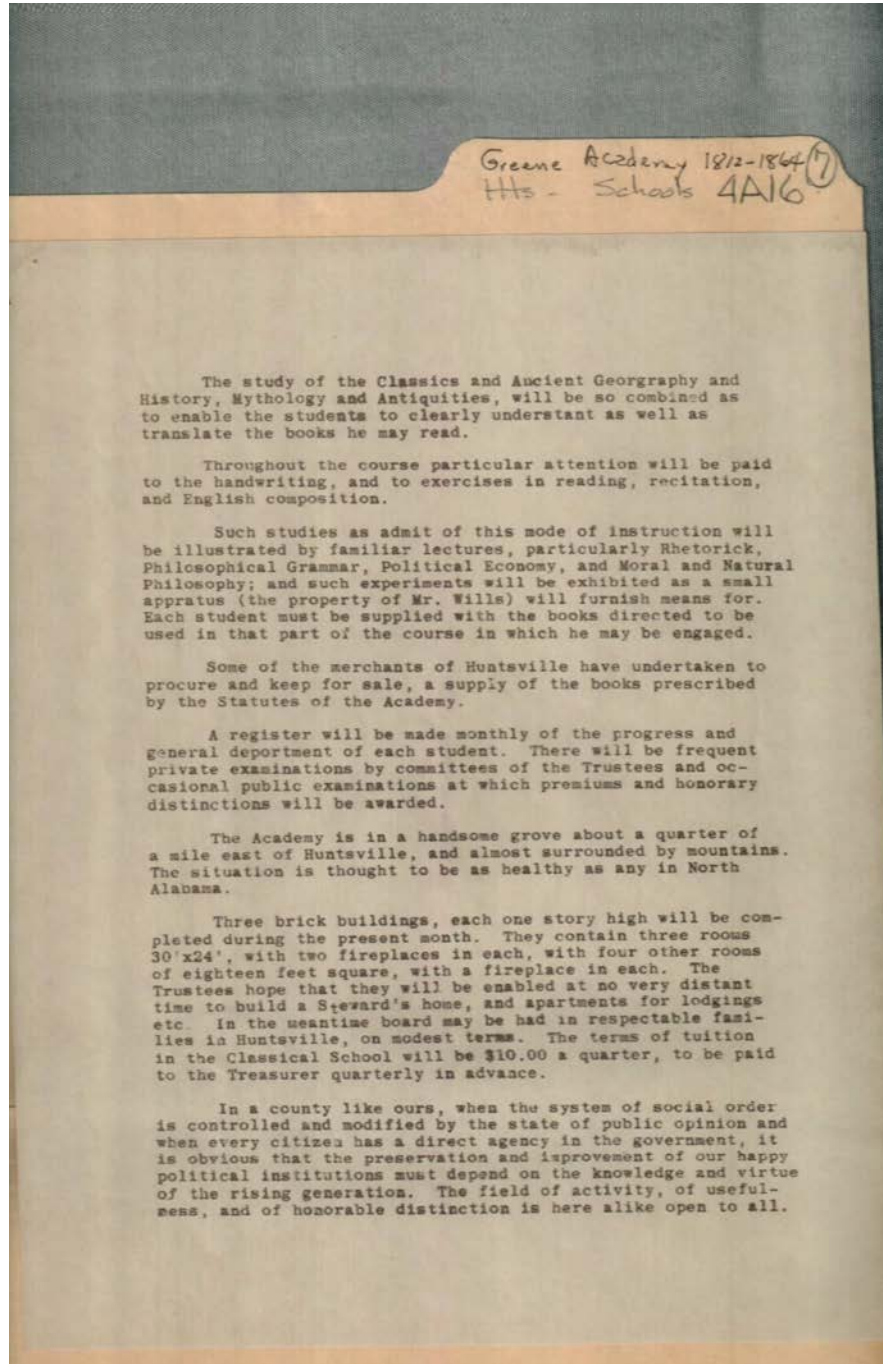 Greene Academy 1812-1864 (7)
Hts - Schools 4A16
The study of the Classics and Ancient Georgraphy and
History, Mythology and Antiquities, will be so combined as
to enable the students to clearly understant as well as
translate the books he may read.
Throughout the course particular attention will be paid
to the handwriting, and to exercises in reading, recitation,
and English composition.
Such studies as admit of this mode of instruction will
be illustrated by familiar lectures, particularly Rhetorick,
Philosophical Grammar, Political Economy, and Moral and Natural
Philosophy; and such experiments will be exhibited as a small
appratus (the property of Mr. Wills) will furnish means for.
Each student must be supplied with the books directed to be
used in that part of the course in which he may be engaged.
Some of the merchants of Huntsville have undertaken to
procure and keep for sale, a supply of the books prescribed
by the Statutes of the Academy.
A register will be made monthly of the progress and
general deportment of each student. There will be frequent
private examinations by committees of the Trustees and oc-
casional public examinations at which premiums and honorary
distinctions will be awarded.
The Academy is in a handsome grove about a quarter of
a mile east of Huntsville, and almost surrounded by mountains.
The situation is thought to be as healthy as any in North
Alabama.
Three brick buildings, each one story high will be com-
pleted during the present month. They contain three rooms
30'x24', with two fireplaces in each, with four other rooms
of eighteen feet square, with a fireplace in each. The
Trustees hope that they will be enabled at no very distant
time to build a Steward's home, and apartments for lodgings
etc. In the meantime board may be had in respectable fami-
lies in Huntsville, on modest terms. The terms of tuition
in the Classical School will be $10.00 a quarter, to be paid
to the Treasurer quarterly in advance.
In a county like ours, when the system of social order
is controlled and modified by the state of public opinion and
when every citizen has a direct agency in the government, it
is obvious that the preservation and improvement of our happy
political institutions must depend on the knowledge and virtue
of the rising generation. The field of activity, of useful-
ness, and of honorable distinction is here alike open to all.